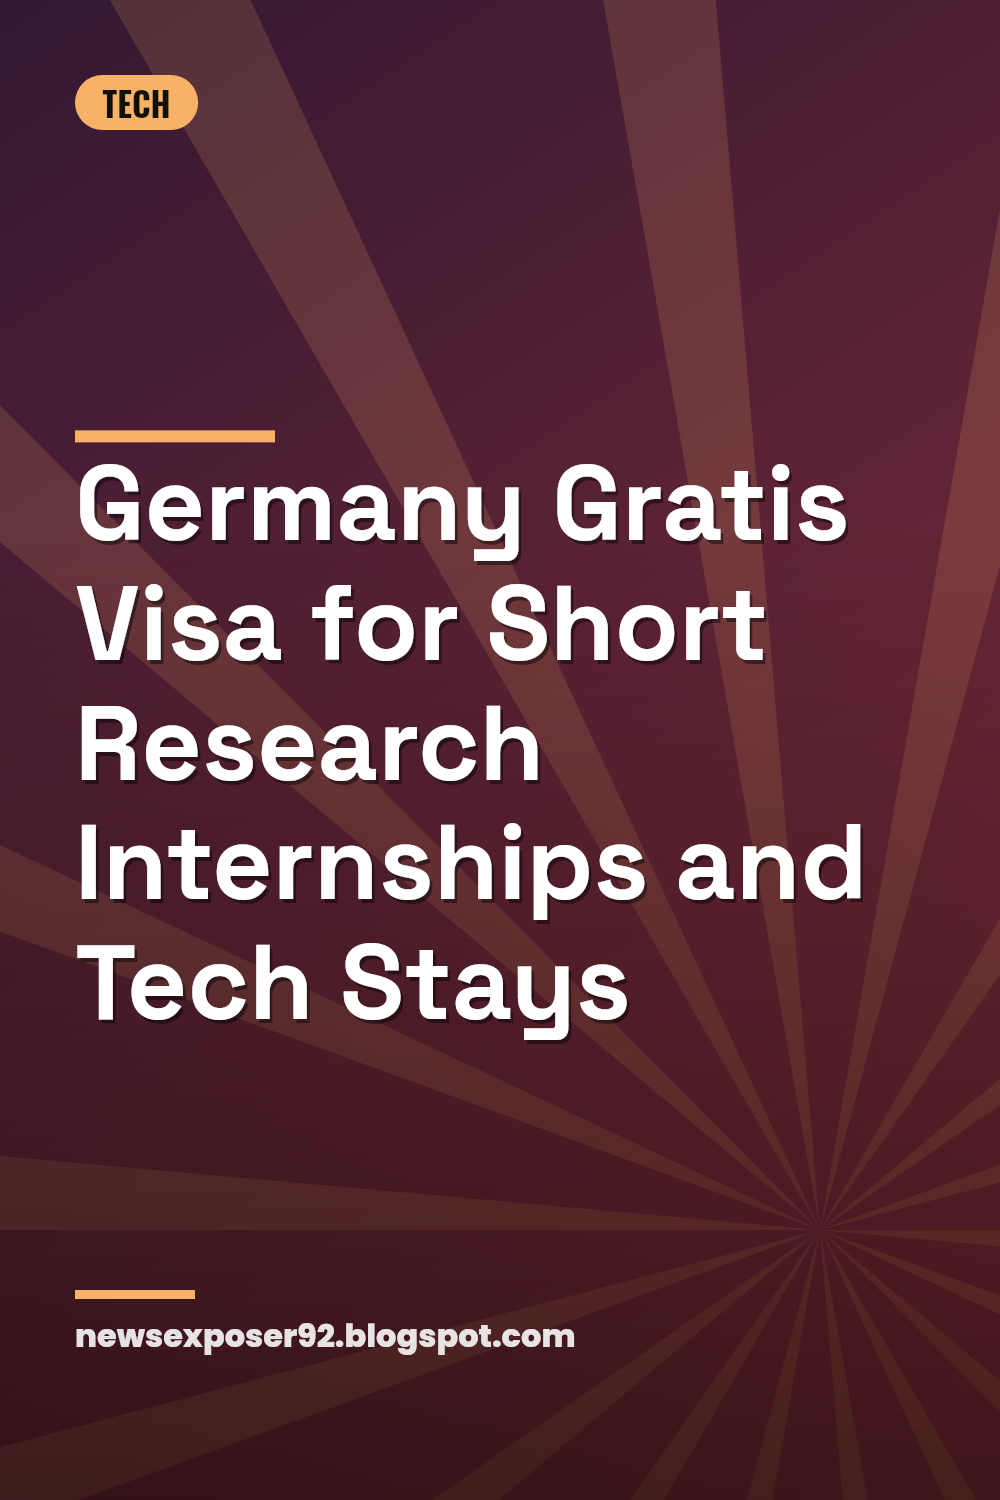 TECH
Germany Gratis
Visa for Short
Research
Internships and
Tech Stays
newsexposer92.blogspot.com